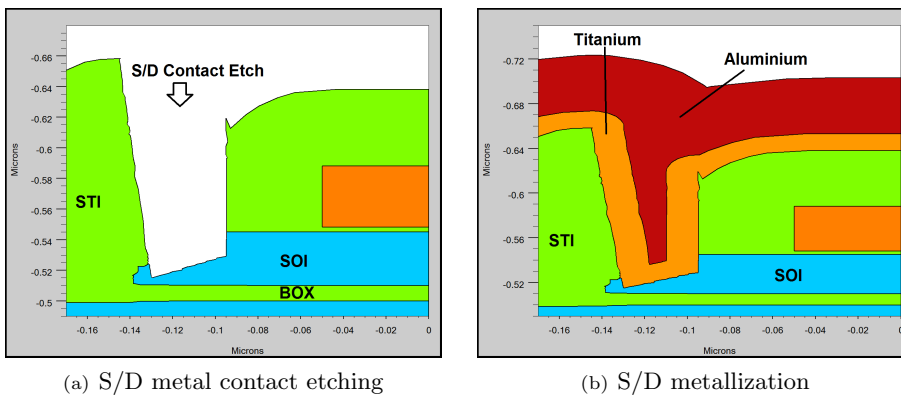 -0.66
-0.64
-0.62
-0.6
-0.58
-0.56
-0.54
-0.52
-0.5
Microns
S/D Contact Etch
STI
SOI
BOX
-0.16 -0.14 -0.12 -0.1 -0.08 -0.06 -0.04 -0.02 0
Microns
(a) S/D metal contact etching
-0.72
-0.68
-0.64
-0.6
-0.56
-0.52
Microns
Titanium
Aluminium
STI
SOI
-0.16 -0.14 -0.12 -0.1 -0.08 -0.06 -0.04 -0.02 0
Microns
(b) S/D metallization